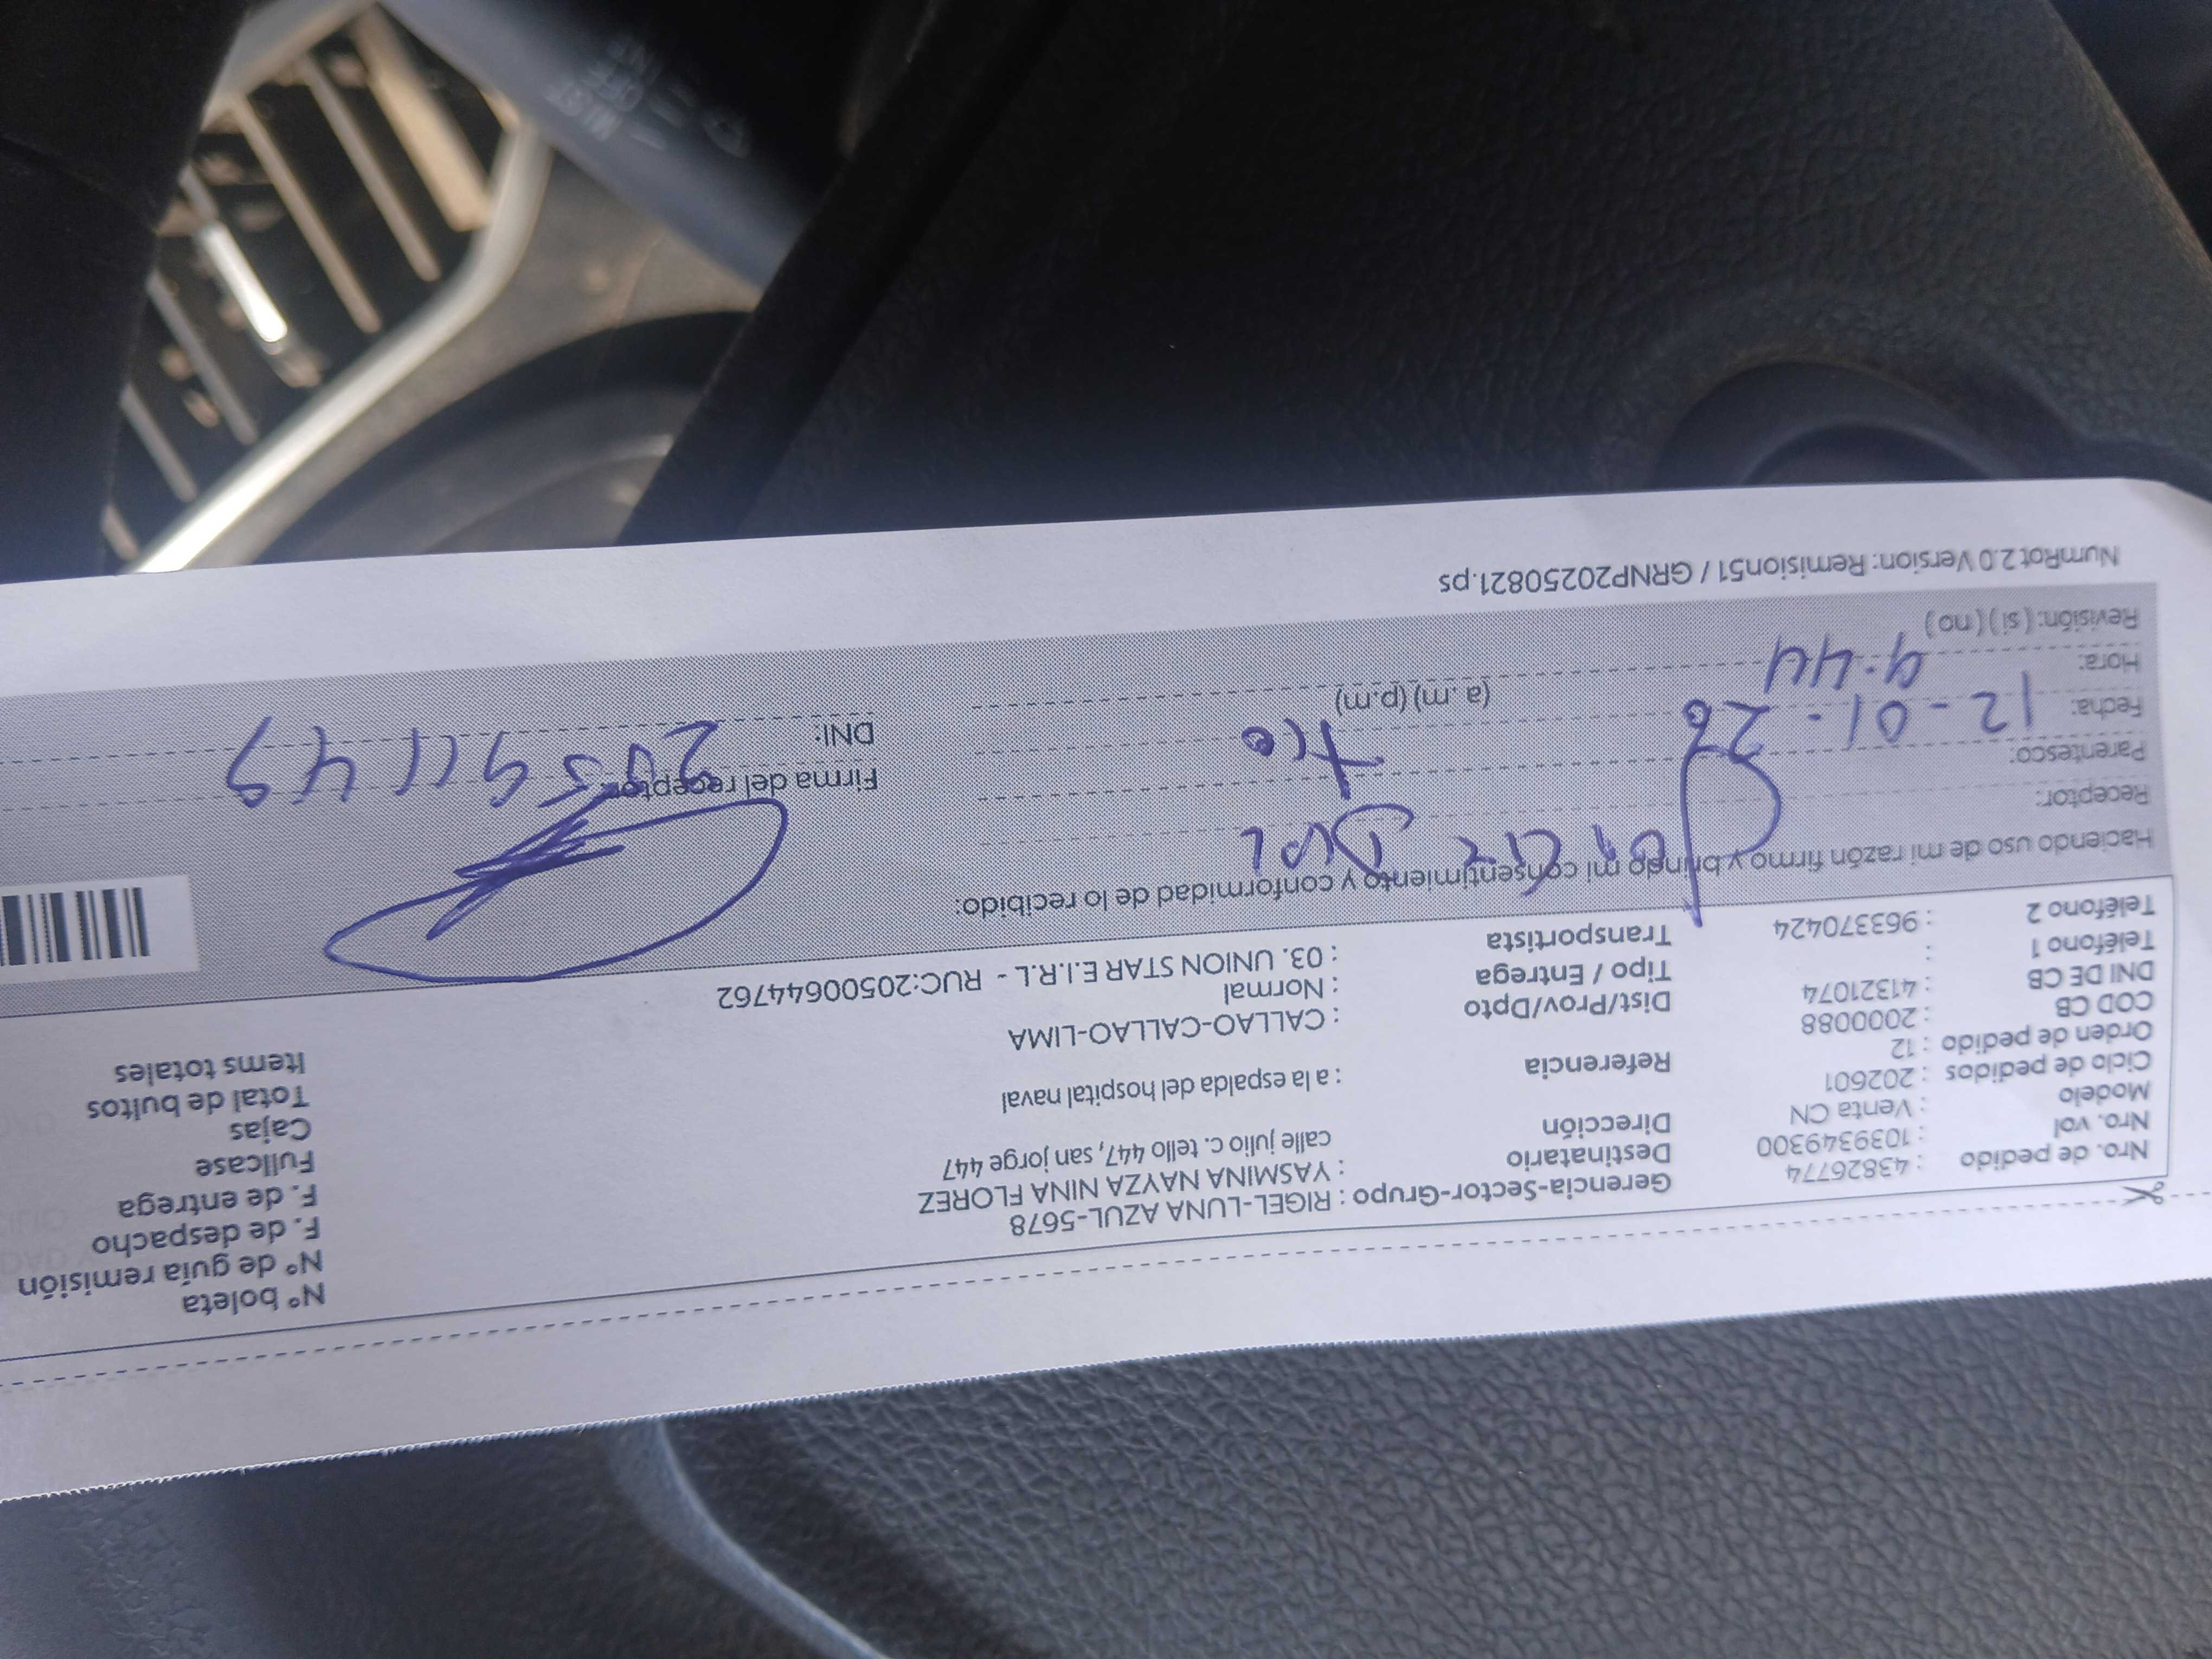 Nº boleta
Nº de guía remisión
Gerencia-Sector-Grupo : RIGEL-LUNA AZUL-5678
F. de despacho
Nro. de pedido : 43826774
Destinatario : YASMINA NAYZA NINA FLOREZ
F. de entrega
Nro. vol : 1039349300
Dirección calle julio c. tello 447, san jorge 447
Fullcase
Modelo : Venta CN
Cajas
Ciclo de pedidos : 202601
Referencia : a la espalda del hospital naval
Total de bultos
Orden de pedido : 12
Items totales
COD CB : 2000088
Dist/Prov/Dpto : CALLAO-CALLAO-LIMA
DNI DE CB : 41321074
Tipo / Entrega : Normal
Teléfono 1 :
Transportista : 03. UNION STAR E.I.R.L - RUC:20500644762
Teléfono 2 : 963370424
Haciendo uso de mi razón firmo y brindo mi consentimiento y conformidad de lo recibido:
Receptor:
Parentesco:
Firma del receptor
Fecha: 12-01-26
DNI:
Hora: 9:44 (a.m) (p.m)
Revisión: (si) (no)
NumRot 2.0 Version: Remision51 / GRNP20250821.ps